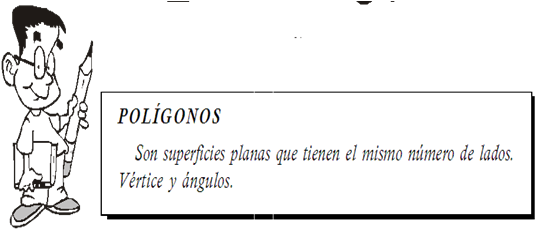 POLÍGONOS
Son superficies planas que tienen el mismo número de lados.
Vértice y ángulos.